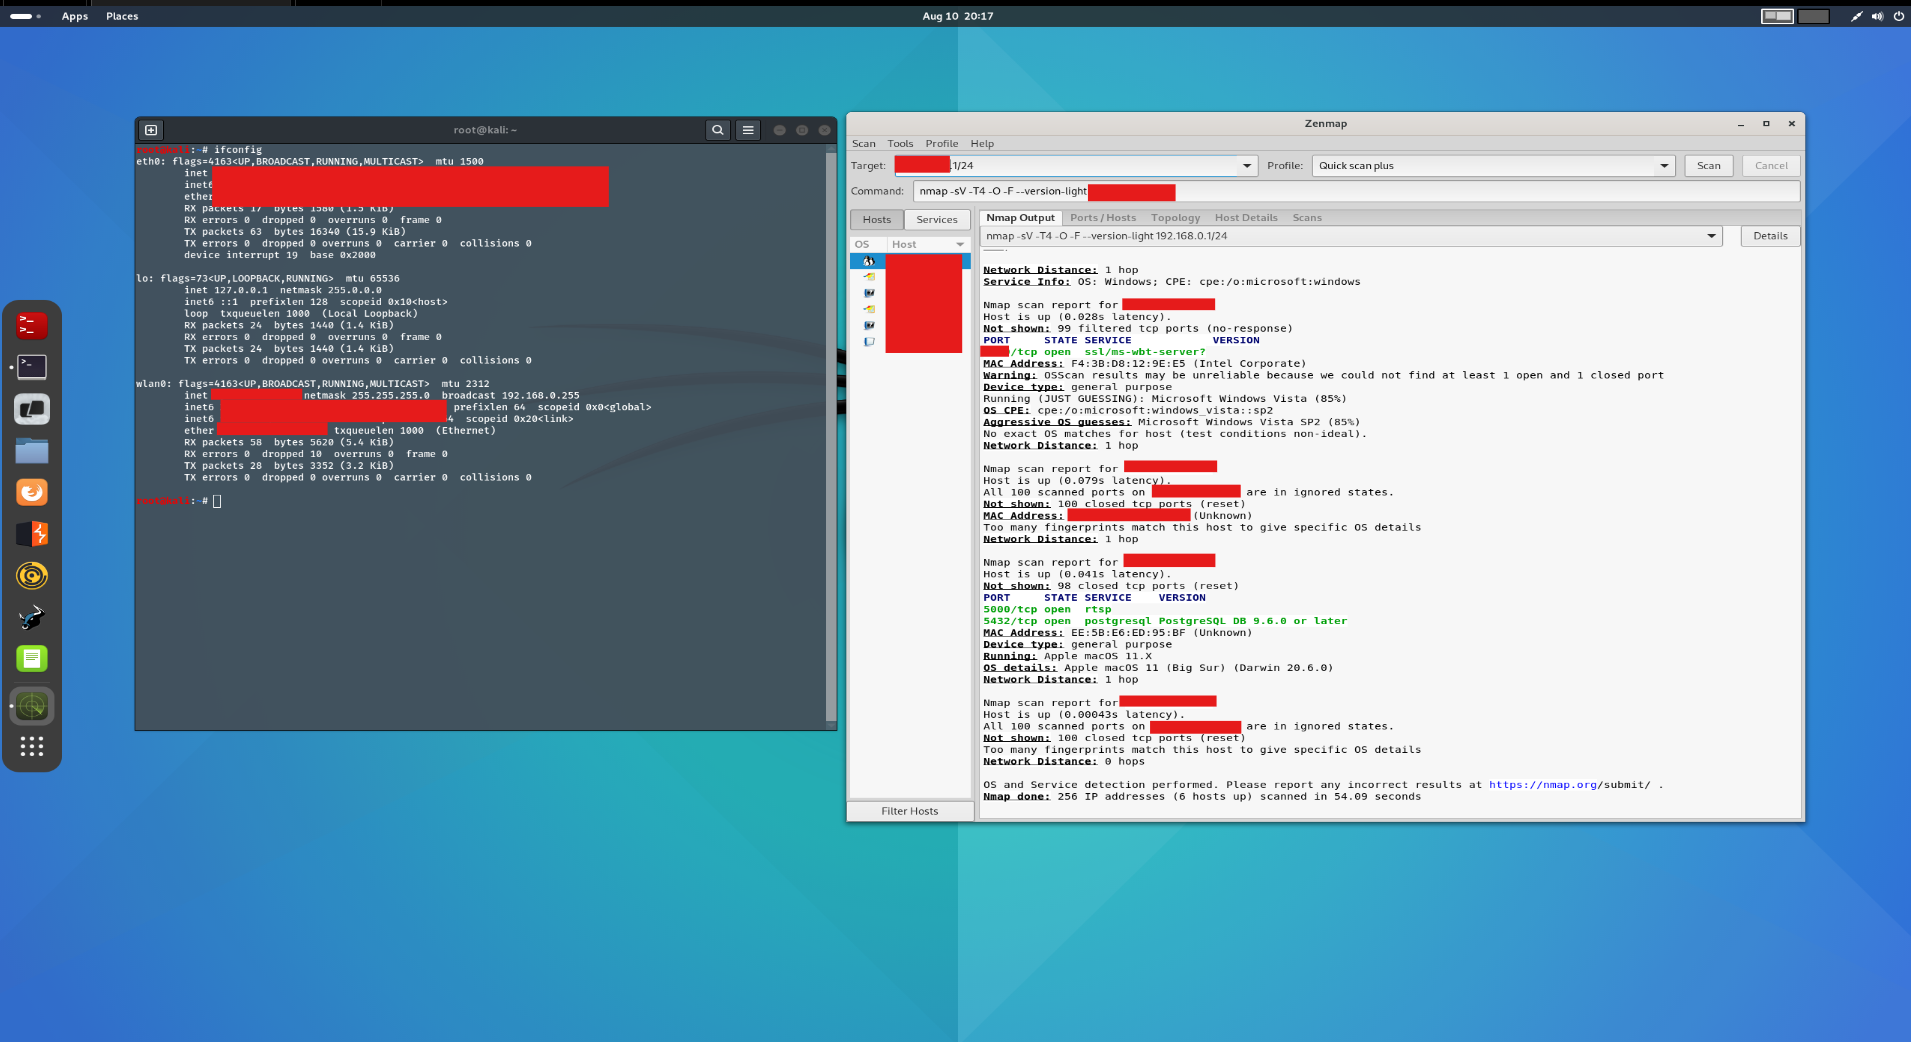 Apps Places Aug 10 20:17
root@kali: ~
root@kali:~# ifconfig
eth0: flags=4163<UP,BROADCAST,RUNNING,MULTICAST>  mtu 1500
inet
inet6
ether
RX packets 17  bytes 1580 (1.5 KiB)
RX errors 0  dropped 0  overruns 0  frame 0
TX packets 63  bytes 16340 (15.9 KiB)
TX errors 0  dropped 0 overruns 0  carrier 0  collisions 0
device interrupt 19  base 0x2000
lo: flags=73<UP,LOOPBACK,RUNNING>  mtu 65536
inet 127.0.0.1  netmask 255.0.0.0
inet6 ::1  prefixlen 128  scopeid 0x10<host>
loop  txqueuelen 1000  (Local Loopback)
RX packets 24  bytes 1440 (1.4 KiB)
RX errors 0  dropped 0  overruns 0  frame 0
TX packets 24  bytes 1440 (1.4 KiB)
TX errors 0  dropped 0 overruns 0  carrier 0  collisions 0
wlan0: flags=4163<UP,BROADCAST,RUNNING,MULTICAST>  mtu 2312
inet netmask 255.255.255.0  broadcast 192.168.0.255
inet6 prefixlen 64  scopeid 0x0<global>
inet6 4  scopeid 0x20<link>
ether txqueuelen 1000  (Ethernet)
RX packets 58  bytes 5620 (5.4 KiB)
RX errors 0  dropped 10  overruns 0  frame 0
TX packets 28  bytes 3352 (3.2 KiB)
TX errors 0  dropped 0 overruns 0  carrier 0  collisions 0
root@kali:~#
Zenmap
Scan Tools Profile Help
Target: .1/24 Profile: Quick scan plus Scan Cancel
Command: nmap -sV -T4 -O -F --version-light
Hosts Services Nmap Output Ports / Hosts Topology Host Details Scans
OS Host nmap -sV -T4 -O -F --version-light 192.168.0.1/24 Details
Network Distance: 1 hop
Service Info: OS: Windows; CPE: cpe:/o:microsoft:windows
Nmap scan report for
Host is up (0.028s latency).
Not shown: 99 filtered tcp ports (no-response)
PORT STATE SERVICE VERSION
/tcp open  ssl/ms-wbt-server?
MAC Address: F4:3B:D8:12:9E:E5 (Intel Corporate)
Warning: OSScan results may be unreliable because we could not find at least 1 open and 1 closed port
Device type: general purpose
Running (JUST GUESSING): Microsoft Windows Vista (85%)
OS CPE: cpe:/o:microsoft:windows_vista::sp2
Aggressive OS guesses: Microsoft Windows Vista SP2 (85%)
No exact OS matches for host (test conditions non-ideal).
Network Distance: 1 hop
Nmap scan report for
Host is up (0.079s latency).
All 100 scanned ports on are in ignored states.
Not shown: 100 closed tcp ports (reset)
MAC Address: (Unknown)
Too many fingerprints match this host to give specific OS details
Network Distance: 1 hop
Nmap scan report for
Host is up (0.041s latency).
Not shown: 98 closed tcp ports (reset)
PORT STATE SERVICE VERSION
5000/tcp open  rtsp
5432/tcp open  postgresql PostgreSQL DB 9.6.0 or later
MAC Address: EE:5B:E6:ED:95:BF (Unknown)
Device type: general purpose
Running: Apple macOS 11.X
OS details: Apple macOS 11 (Big Sur) (Darwin 20.6.0)
Network Distance: 1 hop
Nmap scan report for
Host is up (0.00043s latency).
All 100 scanned ports on are in ignored states.
Not shown: 100 closed tcp ports (reset)
Too many fingerprints match this host to give specific OS details
Network Distance: 0 hops
OS and Service detection performed. Please report any incorrect results at https://nmap.org/submit/ .
Nmap done: 256 IP addresses (6 hosts up) scanned in 54.09 seconds
Filter Hosts